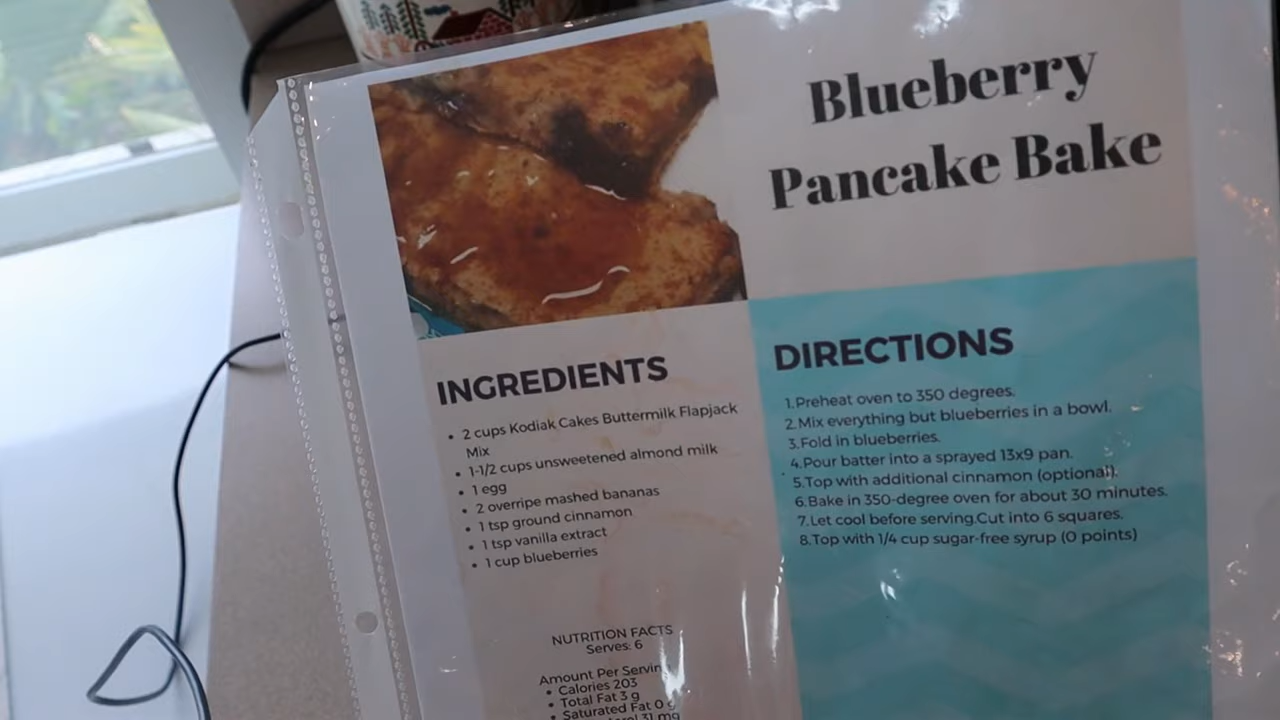 Blueberry
Pancake Bake
INGREDIENTS
• 2 cups Kodiak Cakes Buttermilk Flapjack
Mix
• 1-1/2 cups unsweetened almond milk
• 1 egg
• 2 overripe mashed bananas
• 1 tsp ground cinnamon
• 1 tsp vanilla extract
• 1 cup blueberries
NUTRITION FACTS
Serves: 6
Amount Per Servin
• Calories 203
• Total Fat 3 g
• Saturated Fat 0 g
31 mg
DIRECTIONS
1.Preheat oven to 350 degrees.
2.Mix everything but blueberries in a bowl.
3.Fold in blueberries.
4.Pour batter into a sprayed 13x9 pan.
5.Top with additional cinnamon (optional).
6.Bake in 350-degree oven for about 30 minutes.
7.Let cool before serving.Cut into 6 squares.
8.Top with 1/4 cup sugar-free syrup (0 points)